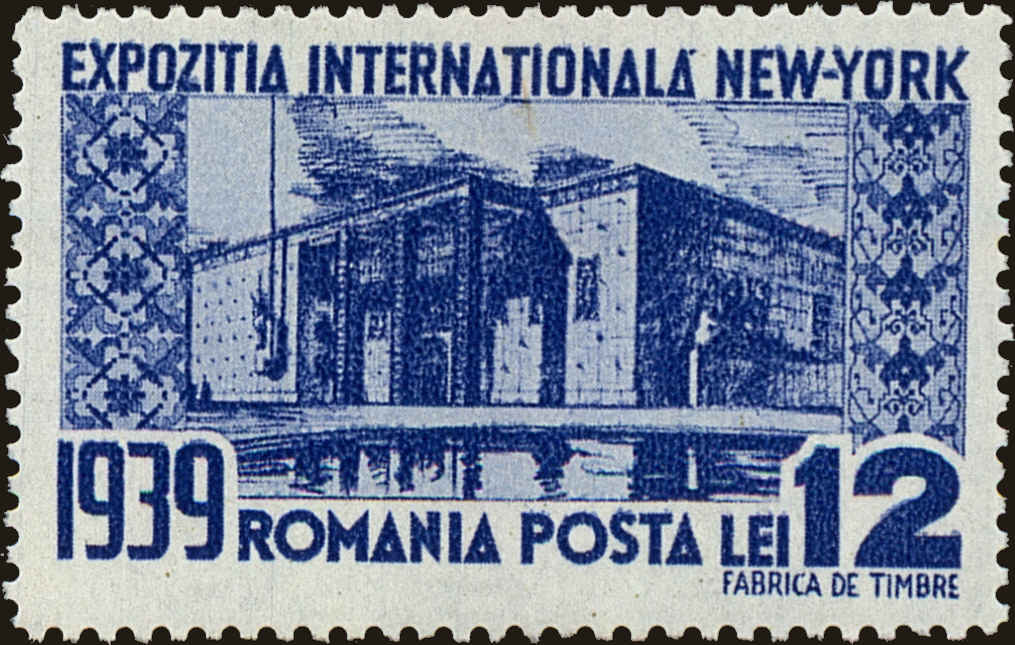 EXPOZITIA INTERNATIONALĂ NEW-YORK
1939 ROMANIA POSTA LEI 12
FABRICA DE TIMBRE